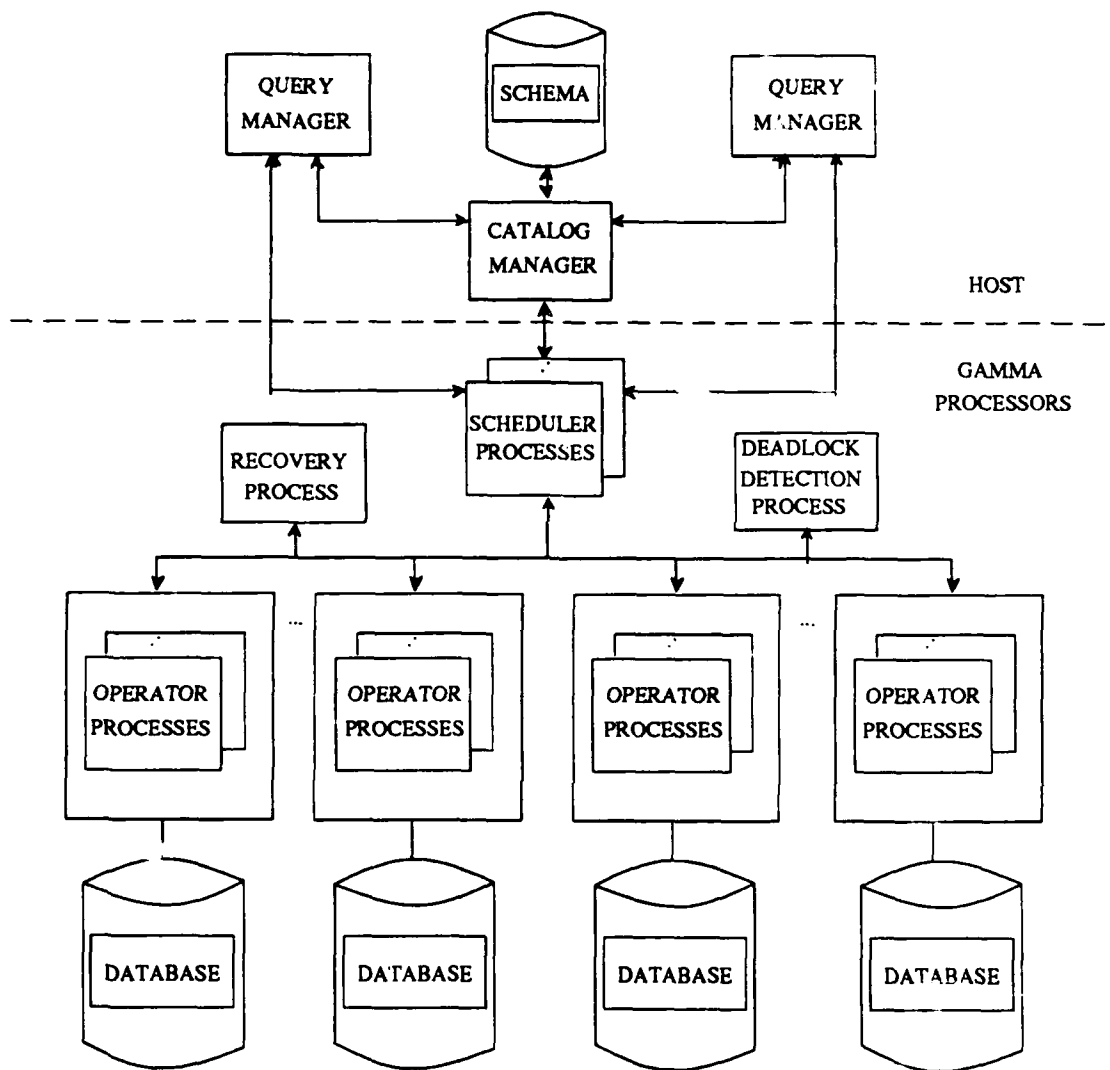 QUERY
MANAGER
SCHEMA
QUERY
MANAGER
CATALOG
MANAGER
HOST
GAMMA
PROCESSORS
SCHEDULER
PROCESSES
RECOVERY
PROCESS
DEADLOCK
DETECTION
PROCESS
...
...
OPERATOR
PROCESSES
OPERATOR
PROCESSES
OPERATOR
PROCESSES
OPERATOR
PROCESSES
DATABASE
DATABASE
DATABASE
DATABASE